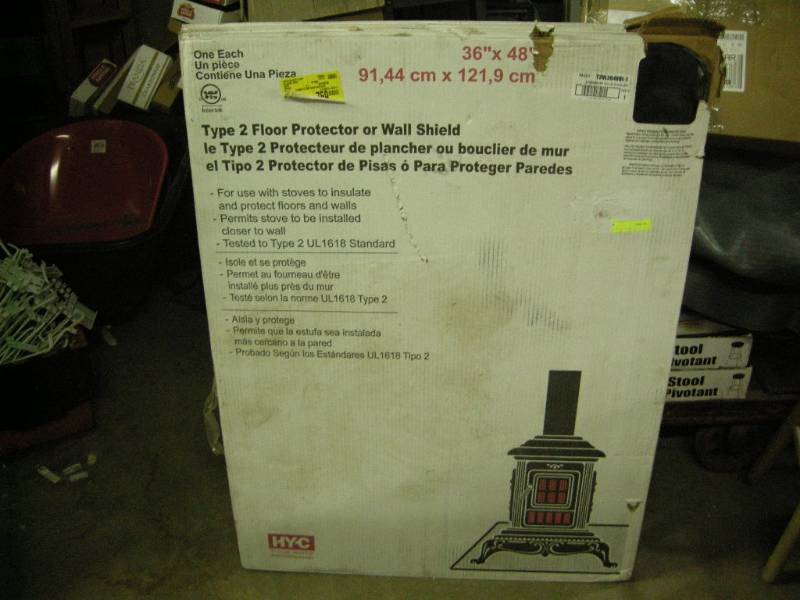 One Each
Un pièce
Contiene Una Pieza
36"x 48"
91,44 cm x 121,9 cm
Type 2 Floor Protector or Wall Shield
le Type 2 Protecteur de plancher ou bouclier de mur
el Tipo 2 Protector de Pisas ó Para Proteger Paredes
- For use with stoves to insulate
and protect floors and walls
- Permits stove to be installed
closer to wall
- Tested to Type 2 UL1618 Standard
- Isole et se protège
- Permet au fourneau d'être
installé plus près du mur
- Testé selon la norme UL1618 Type 2
- Aisla y protege
- Permite que la estufa sea instalada
más cercano a la pared
- Probado Según los Estándares UL1618 Tipo 2
HY-C
tool
Pivotant
Stool
Pivotant